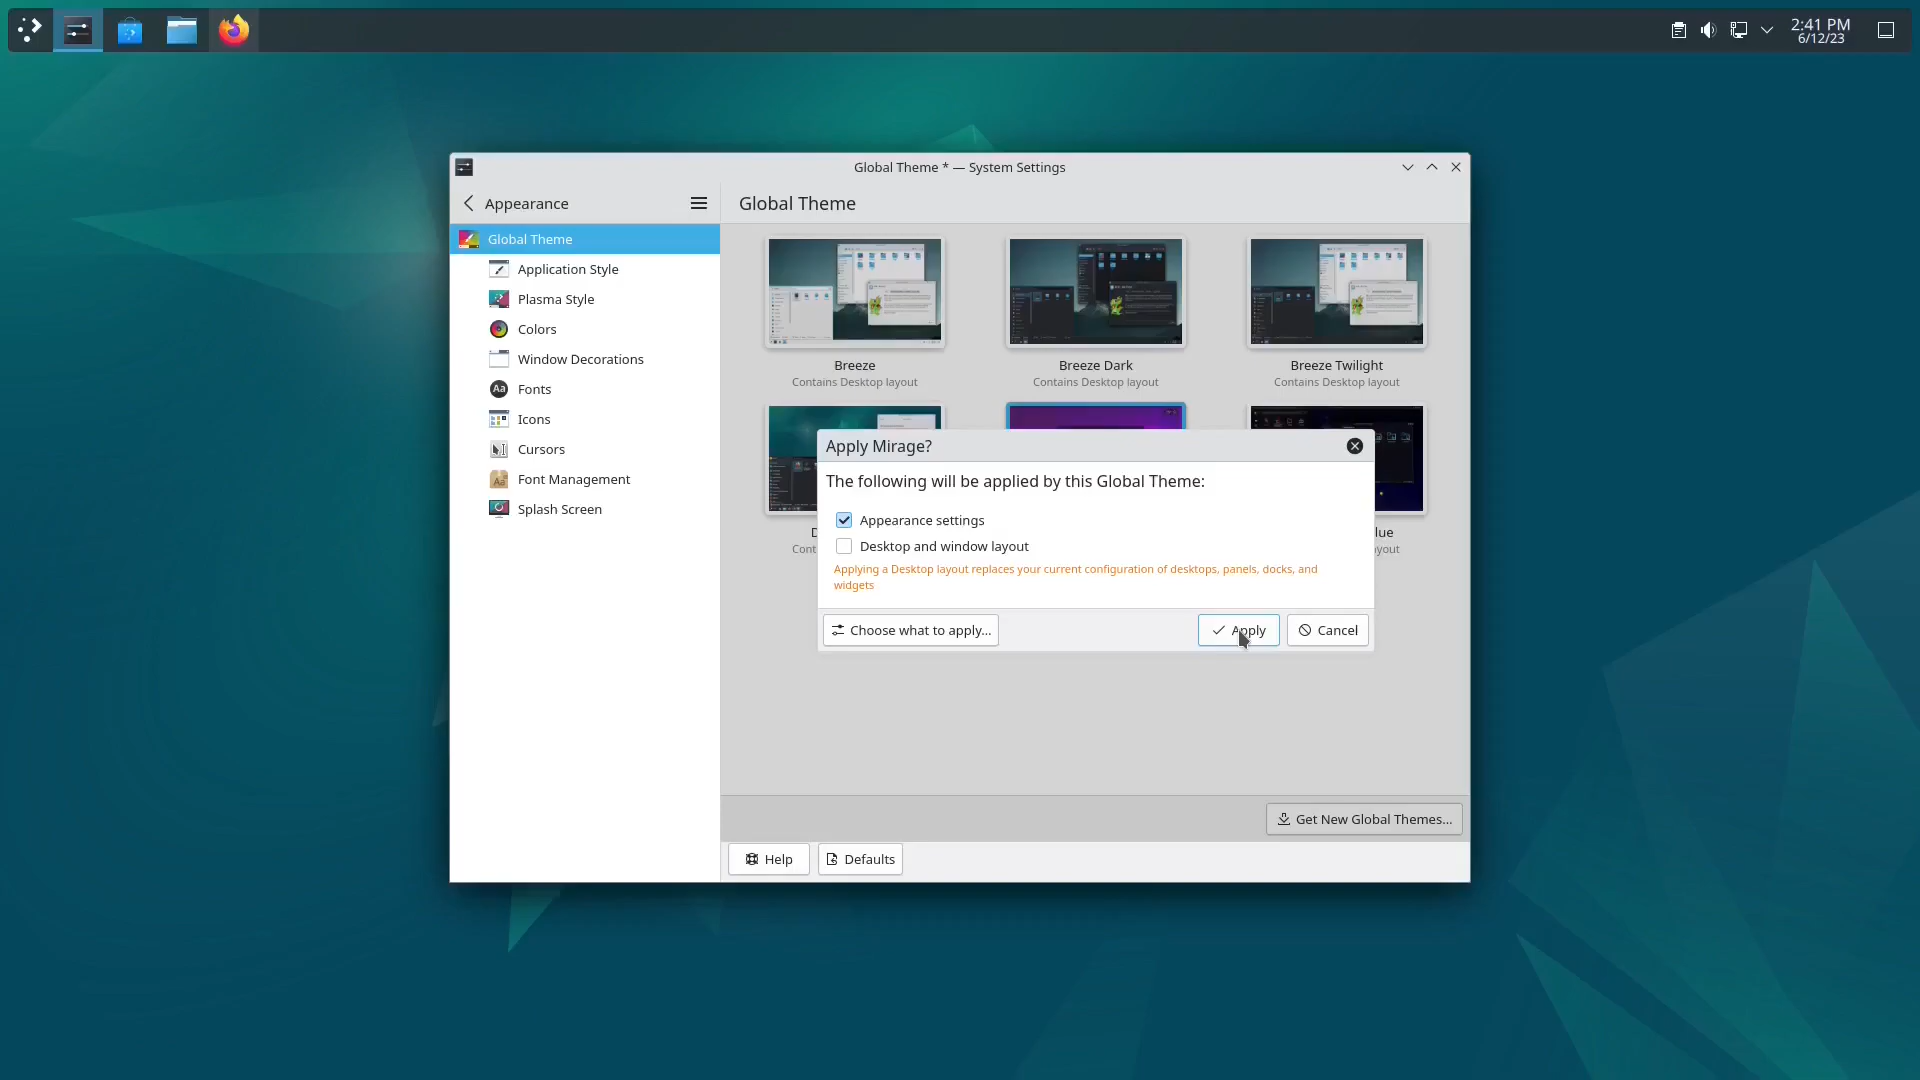 2:41 PM
6/12/23
Global Theme * — System Settings
Appearance
Global Theme
Global Theme
Application Style
Plasma Style
Colors
Window Decorations
Fonts
Icons
Cursors
Font Management
Splash Screen
Breeze
Contains Desktop layout
Breeze Dark
Contains Desktop layout
Breeze Twilight
Contains Desktop layout
Apply Mirage?
The following will be applied by this Global Theme:
Appearance settings
Desktop and window layout
Applying a Desktop layout replaces your current configuration of desktops, panels, docks, and
widgets
Choose what to apply...
Apply
Cancel
Get New Global Themes...
Help
Defaults